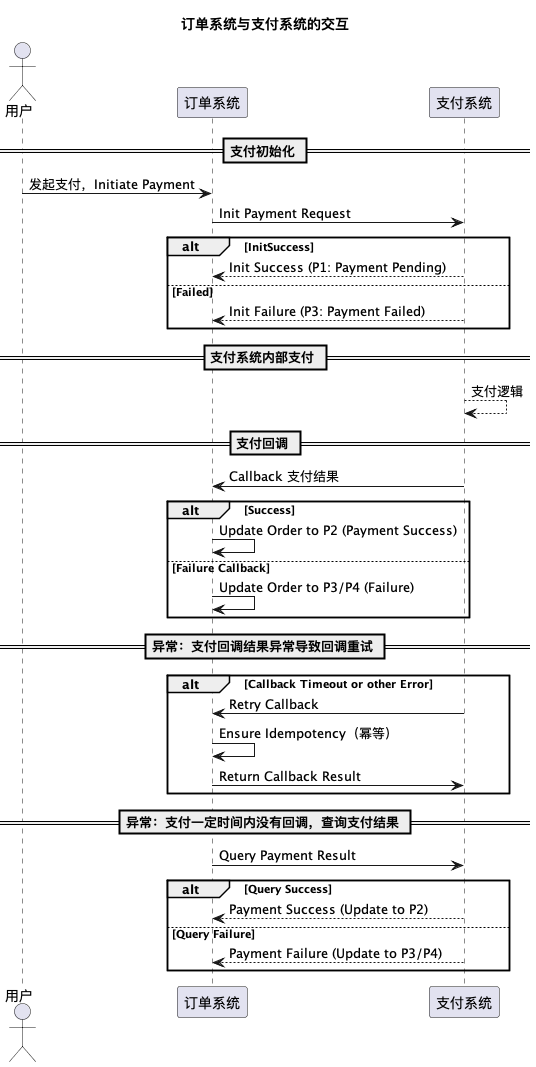 订单系统与支付系统的交互
用户
订单系统
支付系统
支付初始化
发起支付，Initiate Payment
Init Payment Request
alt [InitSuccess]
Init Success (P1: Payment Pending)
[Failed]
Init Failure (P3: Payment Failed)
支付系统内部支付
支付逻辑
支付回调
Callback 支付结果
alt [Success]
Update Order to P2 (Payment Success)
[Failure Callback]
Update Order to P3/P4 (Failure)
异常：支付回调结果异常导致回调重试
alt [Callback Timeout or other Error]
Retry Callback
Ensure Idempotency（幂等）
Return Callback Result
异常：支付一定时间内没有回调，查询支付结果
Query Payment Result
alt [Query Success]
Payment Success (Update to P2)
[Query Failure]
Payment Failure (Update to P3/P4)
用户
订单系统
支付系统